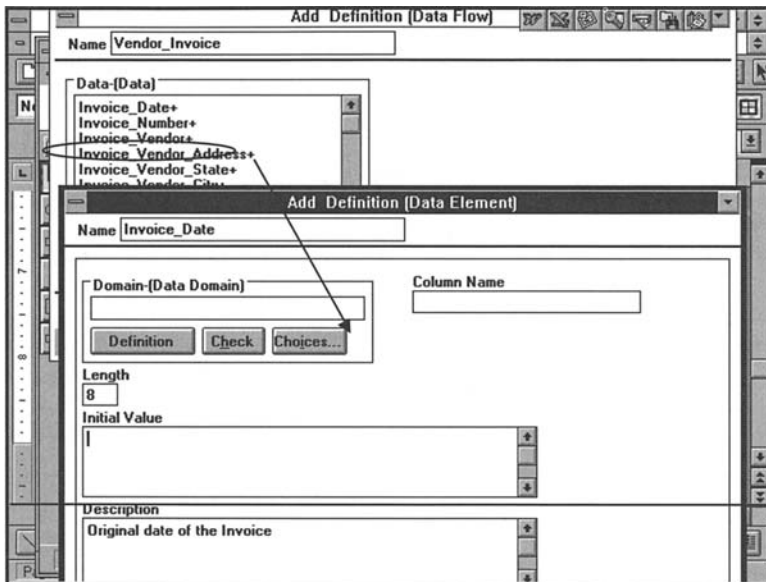 Add Definition (Data Flow)
Name Vendor_Invoice
Data-(Data)
Invoice_Date+
Invoice_Number+
Invoice_Vendor+
Invoice_Vendor_Address+
Invoice_Vendor_State+
Invoice_Vendor_City+
Add Definition (Data Element)
Name Invoice_Date
Domain-(Data Domain)
Column Name
Definition Check Choices...
Length
8
Initial Value
Description
Original date of the Invoice